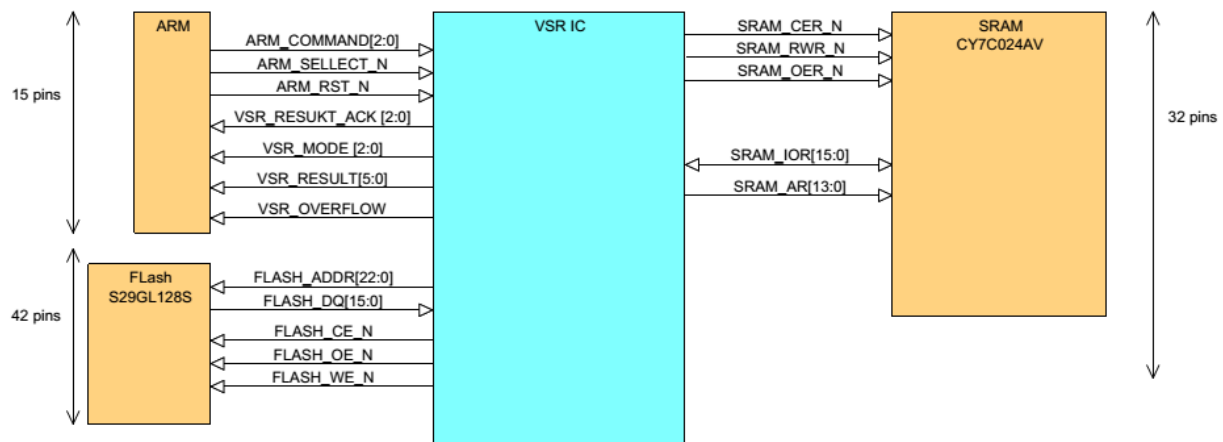 ARM
15 pins
ARM_COMMAND[2:0]
ARM_SELLECT_N
ARM_RST_N
VSR_RESUKT_ACK [2:0]
VSR_MODE [2:0]
VSR_RESULT[5:0]
VSR_OVERFLOW
FLash
S29GL128S
42 pins
FLASH_ADDR[22:0]
FLASH_DQ[15:0]
FLASH_CE_N
FLASH_OE_N
FLASH_WE_N
VSR IC
SRAM_CER_N
SRAM_RWR_N
SRAM_OER_N
SRAM_IOR[15:0]
SRAM_AR[13:0]
SRAM
CY7C024AV
32 pins